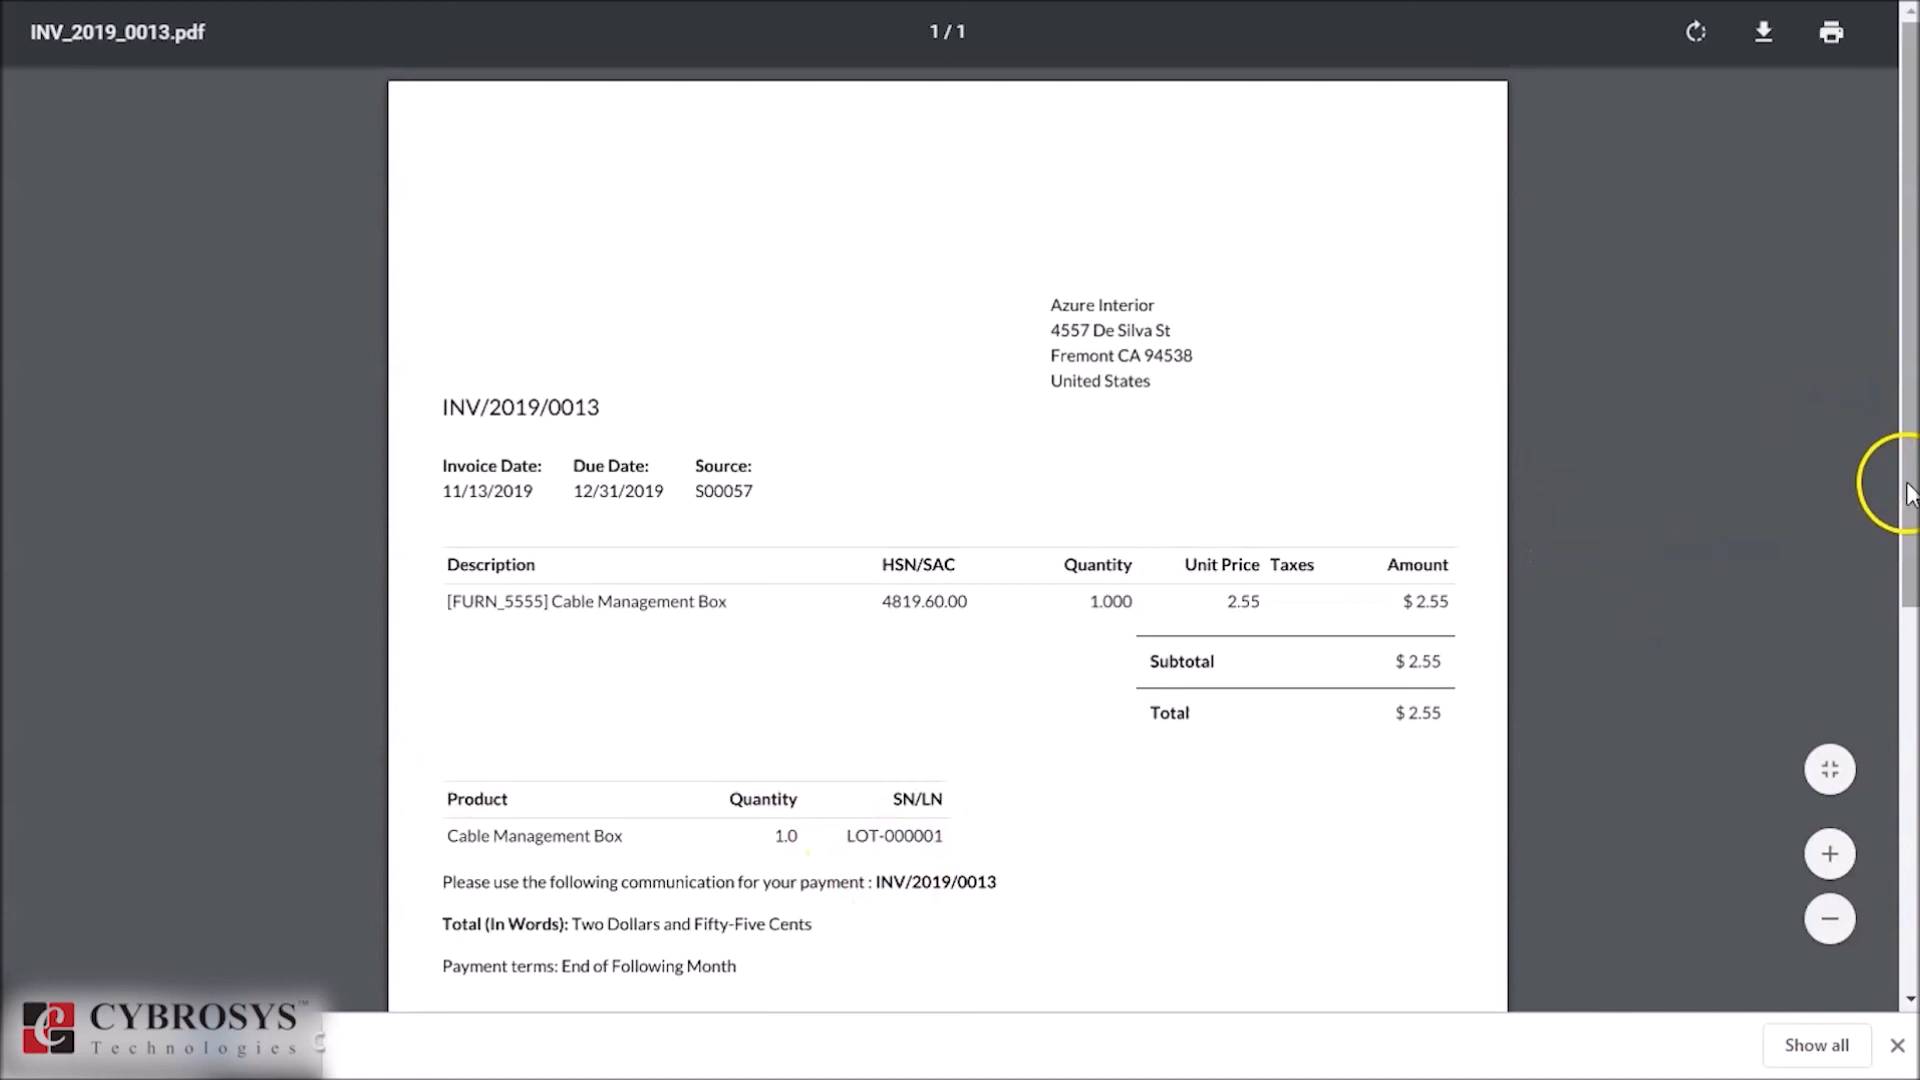 INV_2019_0013.pdf 1 / 1
Azure Interior
4557 De Silva St
Fremont CA 94538
United States
INV/2019/0013
Invoice Date: Due Date: Source:
11/13/2019 12/31/2019 S00057
Description HSN/SAC Quantity Unit Price Taxes Amount
[FURN_5555] Cable Management Box 4819.60.00 1.000 2.55 $ 2.55
Subtotal $ 2.55
Total $ 2.55
Product Quantity SN/LN
Cable Management Box 1.0 LOT-000001
Please use the following communication for your payment : INV/2019/0013
Total (In Words): Two Dollars and Fifty-Five Cents
Payment terms: End of Following Month
CYBROSYS™
Technologies
Show all